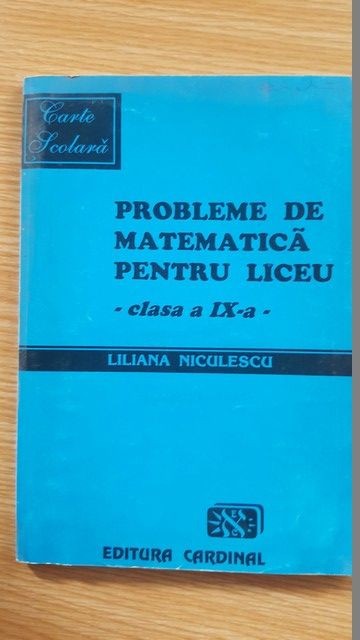 Carte
Școlară
PROBLEME DE
MATEMATICĂ
PENTRU LICEU
- clasa a IX-a -
LILIANA NICULESCU
EDITURA CARDINAL